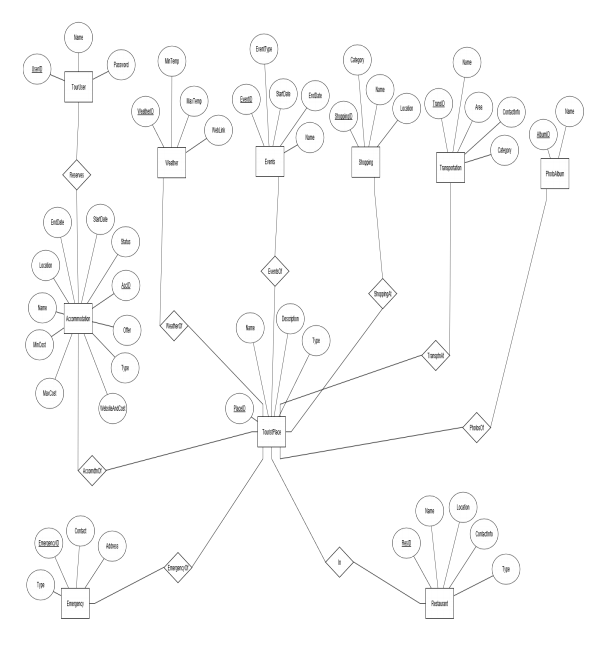 Name
UserID
Password
TourUser
MinTemp
WeatherID
MaxTemp
WebLink
Weather
EventType
EventID
StartDate
EndDate
Name
Events
Category
ShoppingID
Name
Location
Shopping
Name
TransID
Area
ContactInfo
Category
Transportation
Name
AlbumID
PhotoAlbum
Reserves
EndDate
StartDate
Status
Location
AccID
Name
Accommodation
Offer
MinCost
Type
MaxCost
WebsiteAndCost
EventsOf
ShoppingAt
WeatherOf
TransptnAt
Name
Description
Type
PlaceID
TouristPlace
PhotosOf
AccomdtnOf
EmergencyID
Contact
Address
Type
Emergency
EmergencyOf
In
ResID
Name
Location
ContactInfo
Type
Restaurant